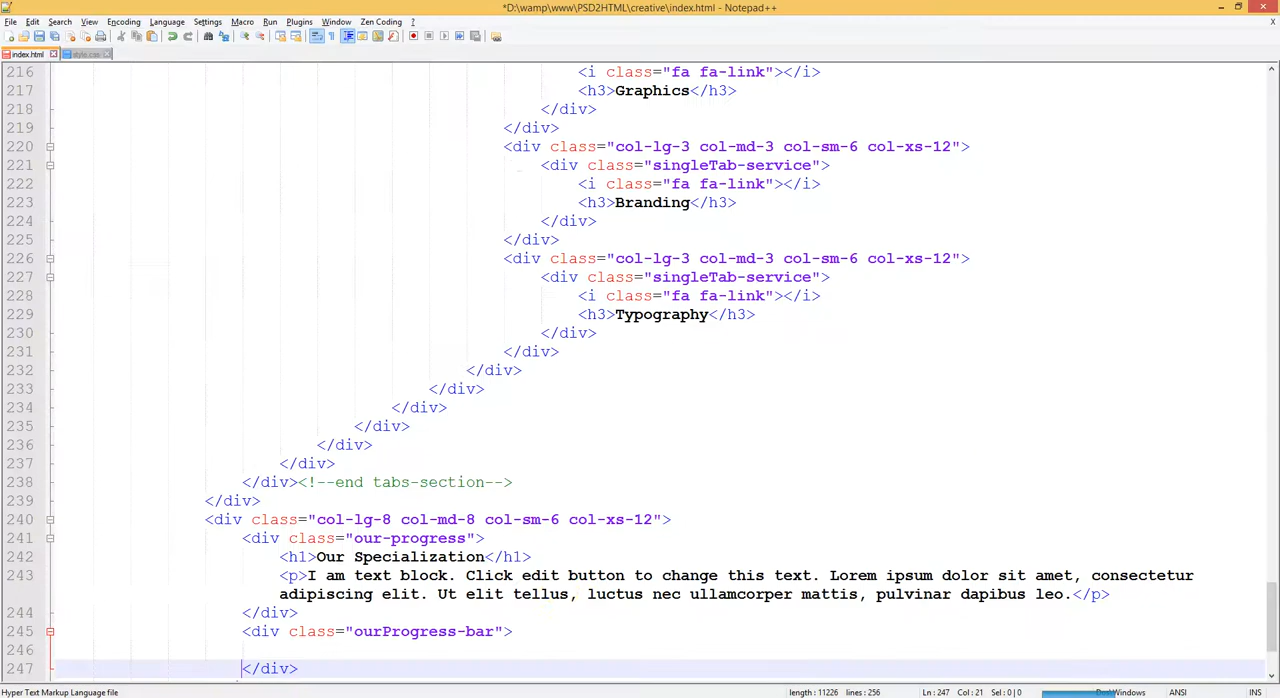 *D:\wamp\www\PSD2HTML\creative\index.html - Notepad++
File Edit Search View Encoding Language Settings Macro Run Plugins Window Zen Coding ?
X
index.html style.css
216 <i class="fa fa-link"></i>
217 <h3>Graphics</h3>
218 </div>
219 </div>
220 <div class="col-lg-3 col-md-3 col-sm-6 col-xs-12">
221 <div class="singleTab-service">
222 <i class="fa fa-link"></i>
223 <h3>Branding</h3>
224 </div>
225 </div>
226 <div class="col-lg-3 col-md-3 col-sm-6 col-xs-12">
227 <div class="singleTab-service">
228 <i class="fa fa-link"></i>
229 <h3>Typography</h3>
230 </div>
231 </div>
232 </div>
233 </div>
234 </div>
235 </div>
236 </div>
237 </div>
238 </div><!--end tabs-section-->
239 </div>
240 <div class="col-lg-8 col-md-8 col-sm-6 col-xs-12">
241 <div class="our-progress">
242 <h1>Our Specialization</h1>
243 <p>I am text block. Click edit button to change this text. Lorem ipsum dolor sit amet, consectetur
adipiscing elit. Ut elit tellus, luctus nec ullamcorper mattis, pulvinar dapibus leo.</p>
244 </div>
245 <div class="ourProgress-bar">
246
247 </div>
Hyper Text Markup Language file length : 11226 lines : 256 Ln : 247 Col : 21 Sel : 0 | 0 Dos\Windows ANSI INS